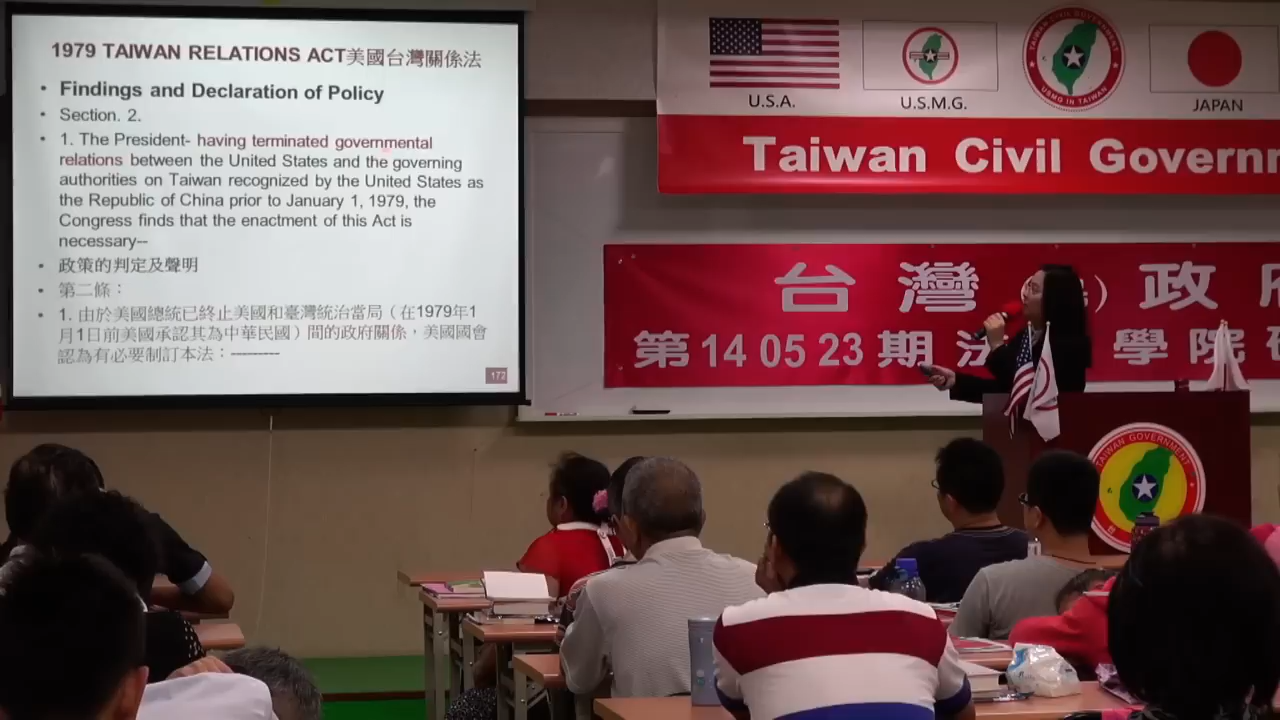 1979 TAIWAN RELATIONS ACT美國台灣關係法
• Findings and Declaration of Policy
• Section. 2.
• 1. The President- having terminated governmental
relations between the United States and the governing
authorities on Taiwan recognized by the United States as
the Republic of China prior to January 1, 1979, the
Congress finds that the enactment of this Act is
necessary--
• 政策的判定及聲明
• 第二條：
• 1. 由於美國總統已終止美國和臺灣統治當局（在1979年1
月1日前美國承認其為中華民國）間的政府關係，美國國會
認為有必要制訂本法：---------
172
U.S.A.
U.S.M.G.
TAIWAN CIVIL GOVERNMENT
USMG IN TAIWAN
JAPAN
Taiwan Civil Govern
台灣 ) 政府
第 14 05 23 期 法 學院
TAIWAN GOVERNMENT